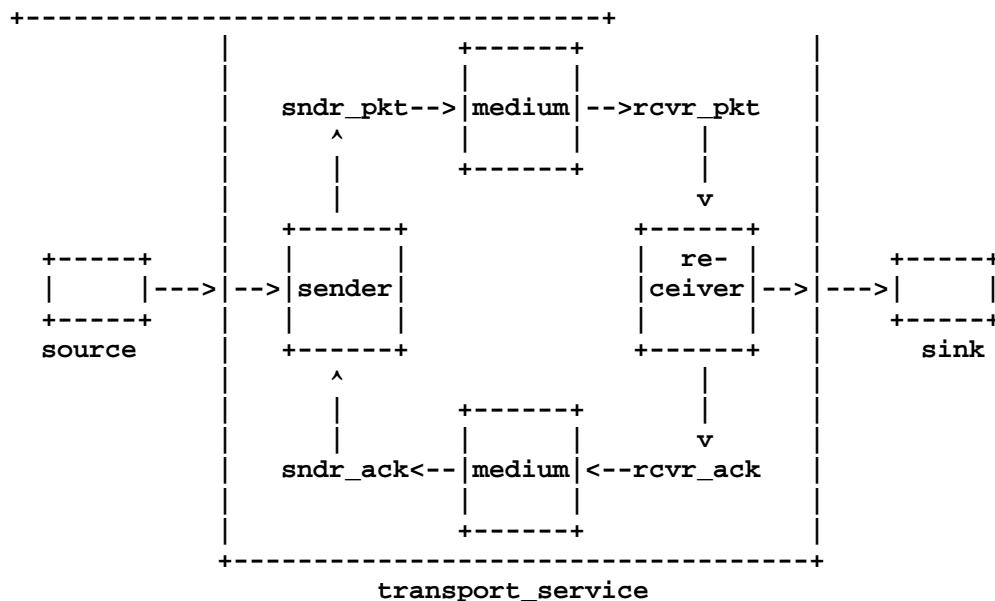 sndr_pkt-->|medium|-->rcvr_pkt
v
re-
--->|-->|sender| |ceiver|-->|--->
source sink
v
sndr_ack<--|medium|<--rcvr_ack
transport_service